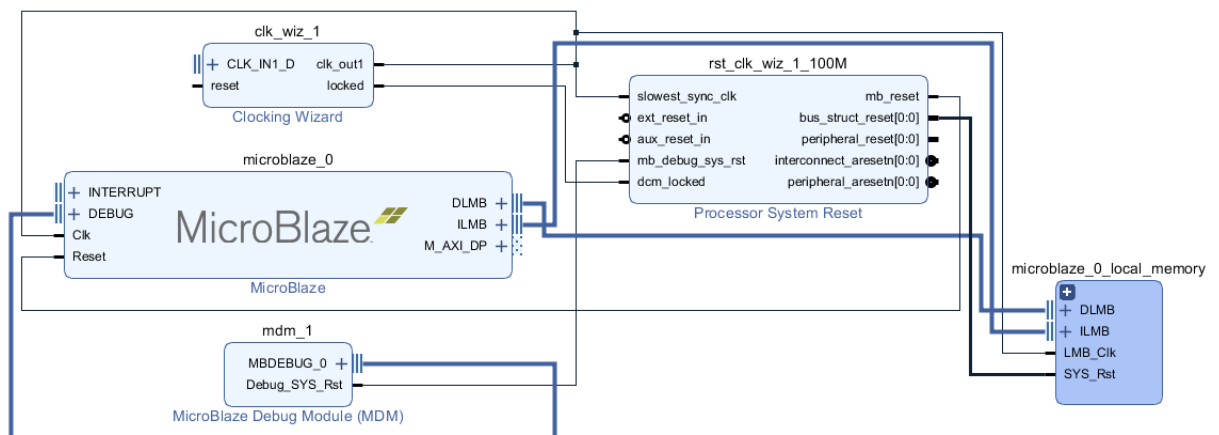 clk_wiz_1
CLK_IN1_D clk_out1
reset locked
Clocking Wizard
rst_clk_wiz_1_100M
slowest_sync_clk mb_reset
ext_reset_in bus_struct_reset[0:0]
aux_reset_in peripheral_reset[0:0]
mb_debug_sys_rst interconnect_aresetn[0:0]
dcm_locked peripheral_aresetn[0:0]
Processor System Reset
microblaze_0
INTERRUPT
DEBUG
Clk
Reset
MicroBlaze
DLMB
ILMB
M_AXI_DP
MicroBlaze
microblaze_0_local_memory
DLMB
ILMB
LMB_Clk
SYS_Rst
mdm_1
MBDEBUG_0
Debug_SYS_Rst
MicroBlaze Debug Module (MDM)